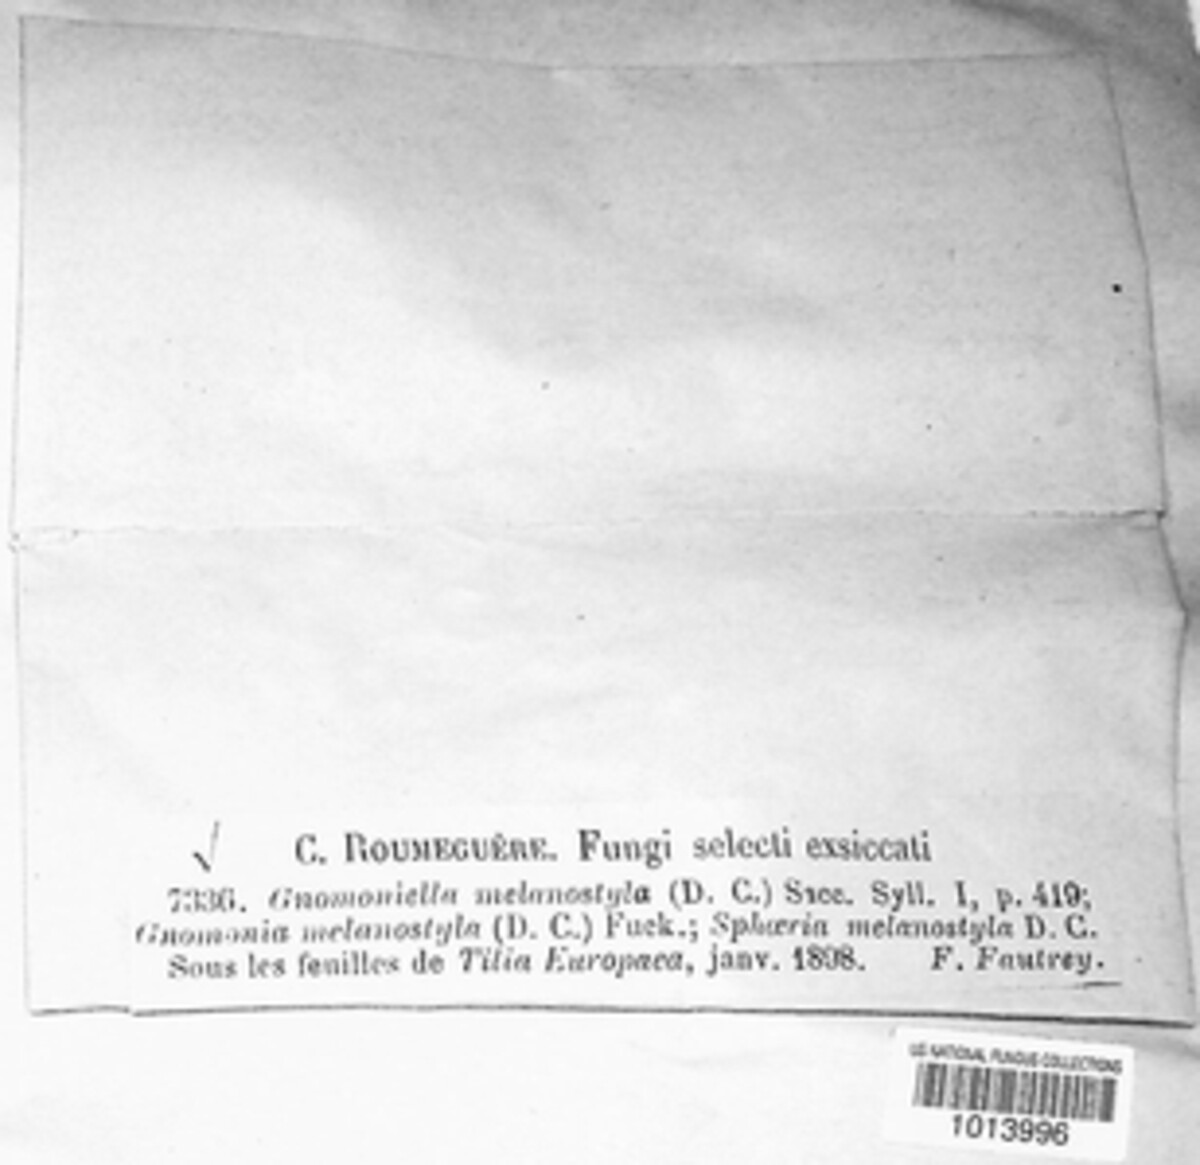 C. ROUMEGUÈRE. Fungi selecti exsiccati
7336. Gnomoniella melanostyla (D. C.) Sacc. Syll. I, p. 419;
Gnomonia melanostyla (D. C.) Fuck.; Sphæria melanostyla D. C.
Sous les feuilles de Tilia Europaea, janv. 1898. F. Fautrey.
US NATIONAL FUNGUS COLLECTIONS
1013996